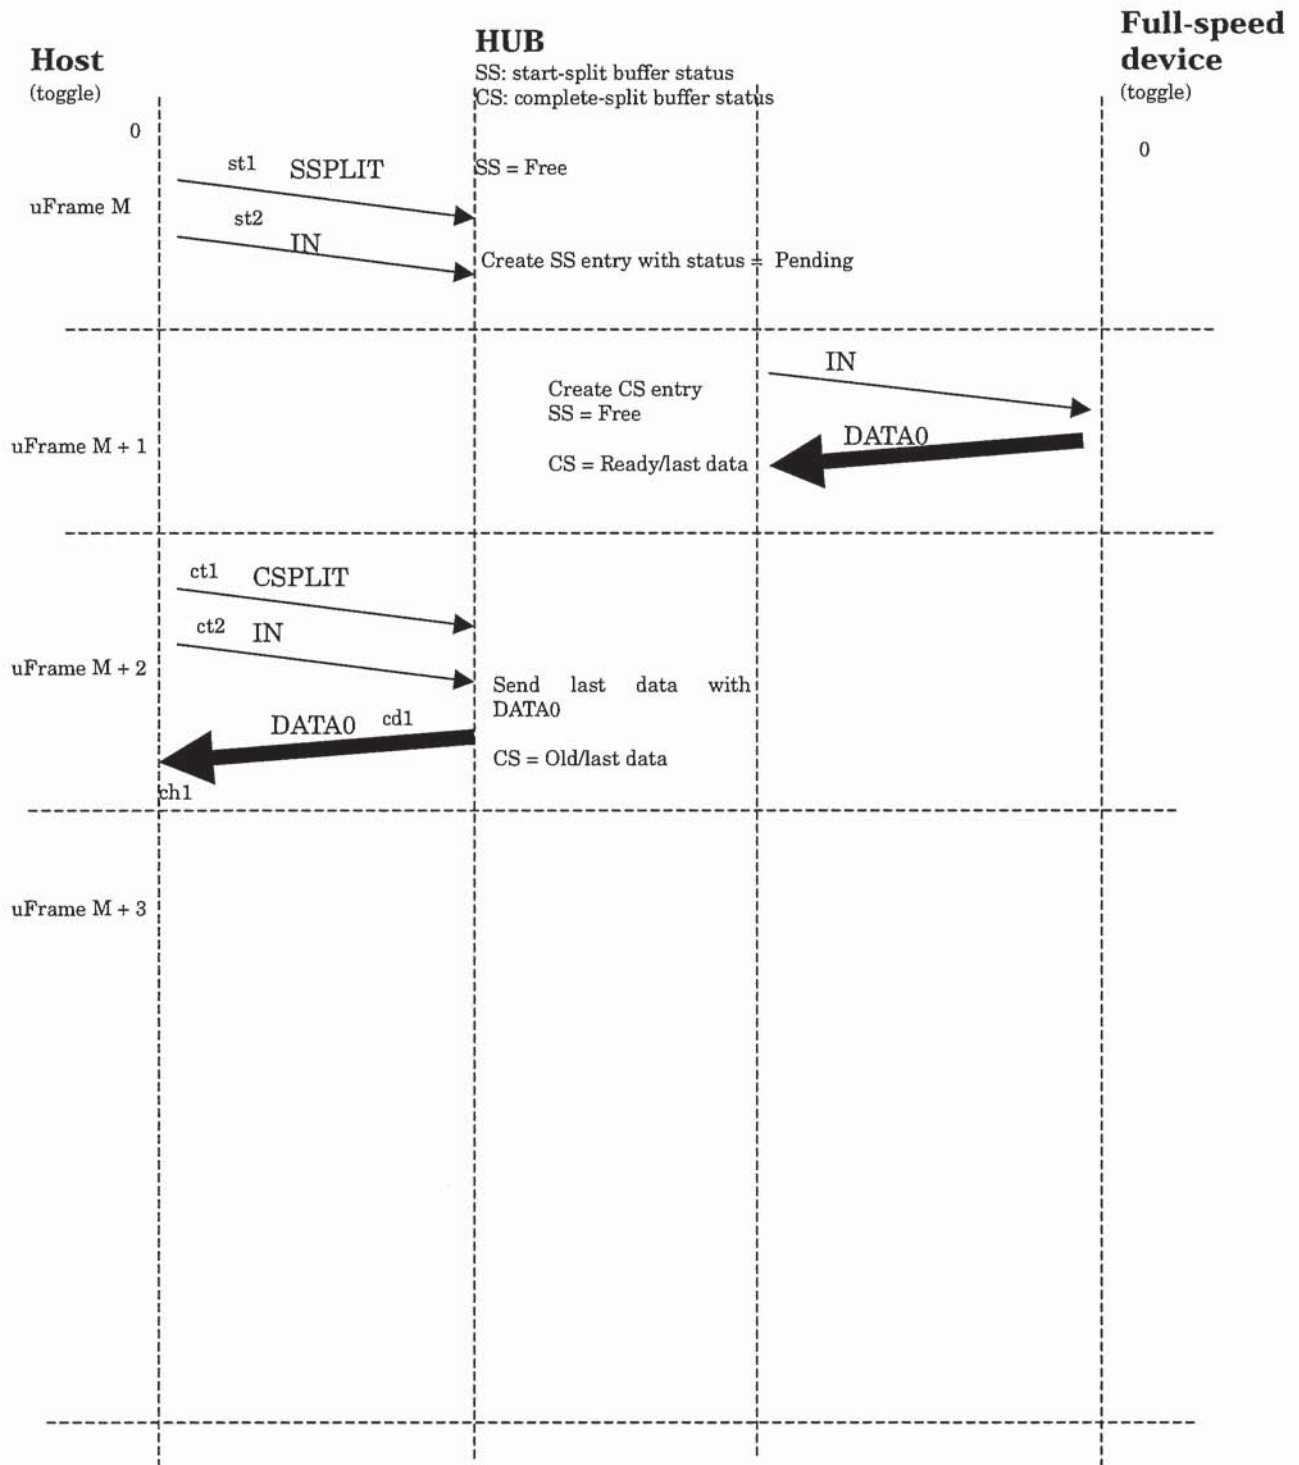 Host
(toggle)
HUB
SS: start-split buffer status
CS: complete-split buffer status
Full-speed
device
(toggle)
0
0
st1 SSPLIT
SS = Free
uFrame M
st2
IN
Create SS entry with status = Pending
IN
Create CS entry
SS = Free
DATA0
uFrame M + 1
CS = Ready/last data
ct1 CSPLIT
ct2 IN
uFrame M + 2
Send last data with
DATA0
DATA0 cd1
CS = Old/last data
ch1
uFrame M + 3